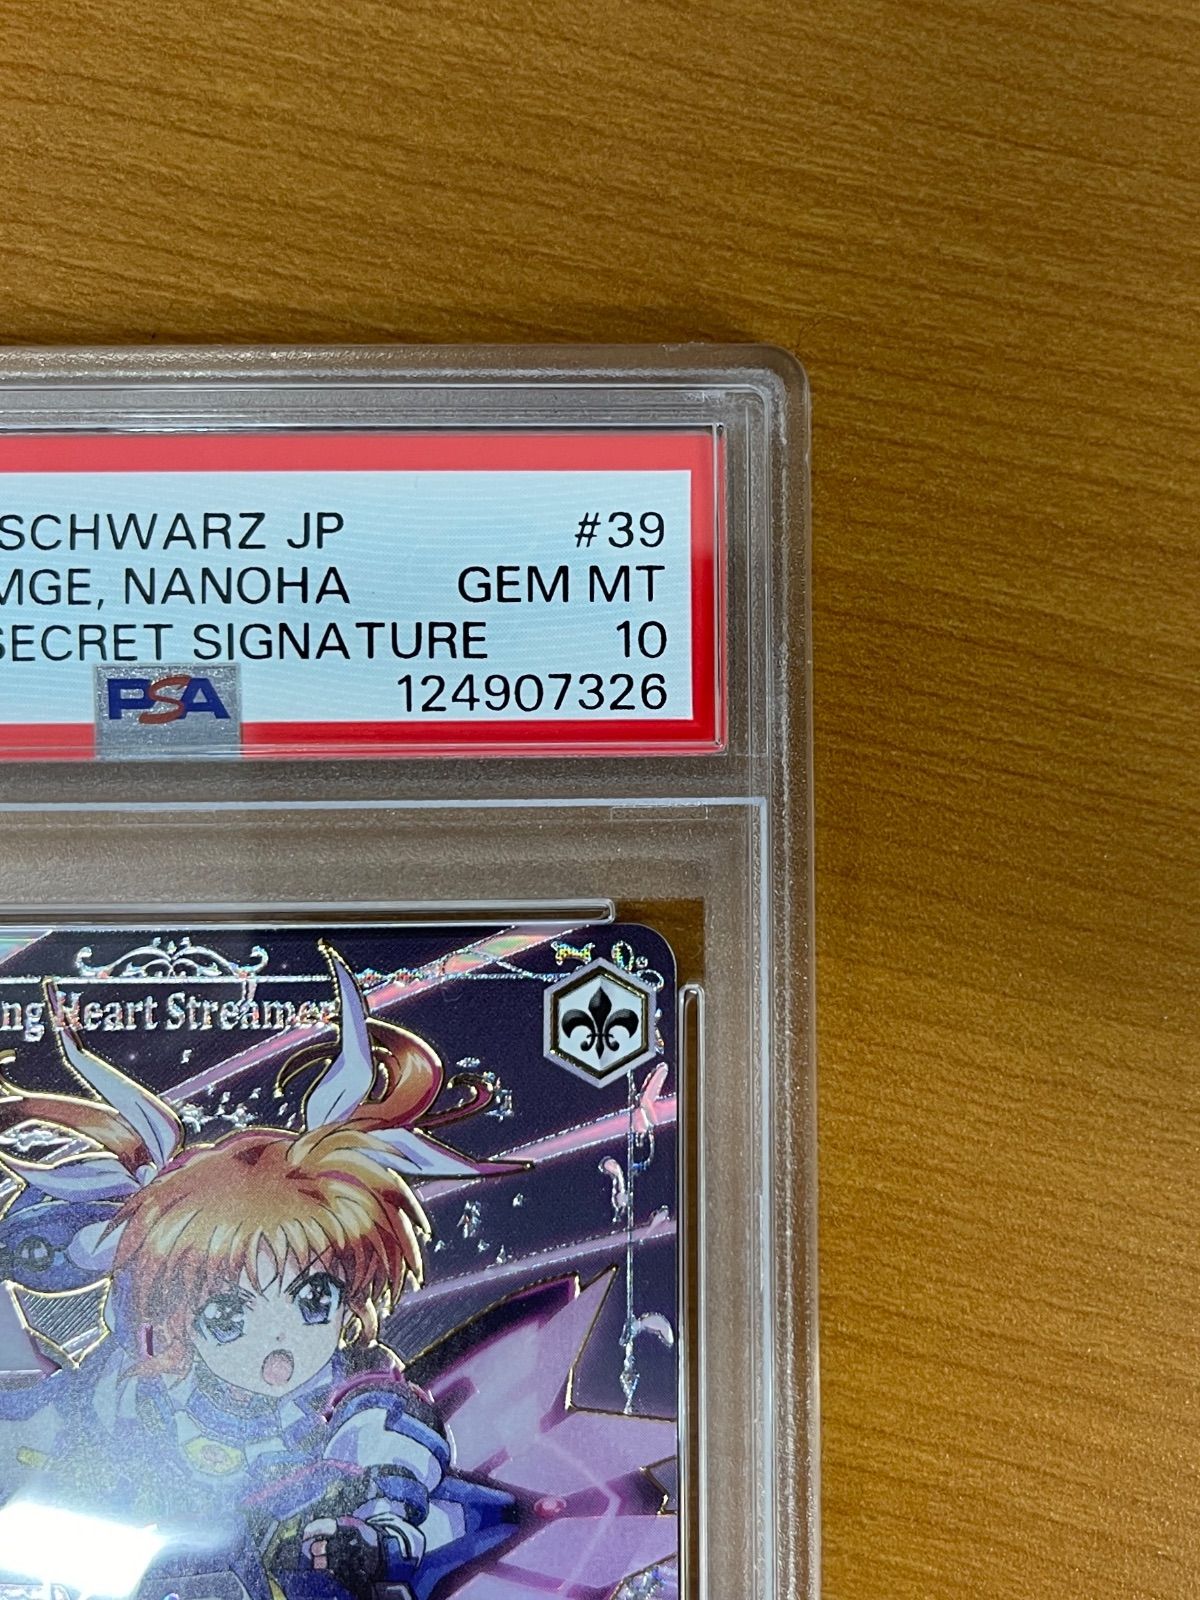 SCHWARZ JP #39
MGE, NANOHA GEM MT
SECRET SIGNATURE 10
PSA 124907326
ng Heart Streamer